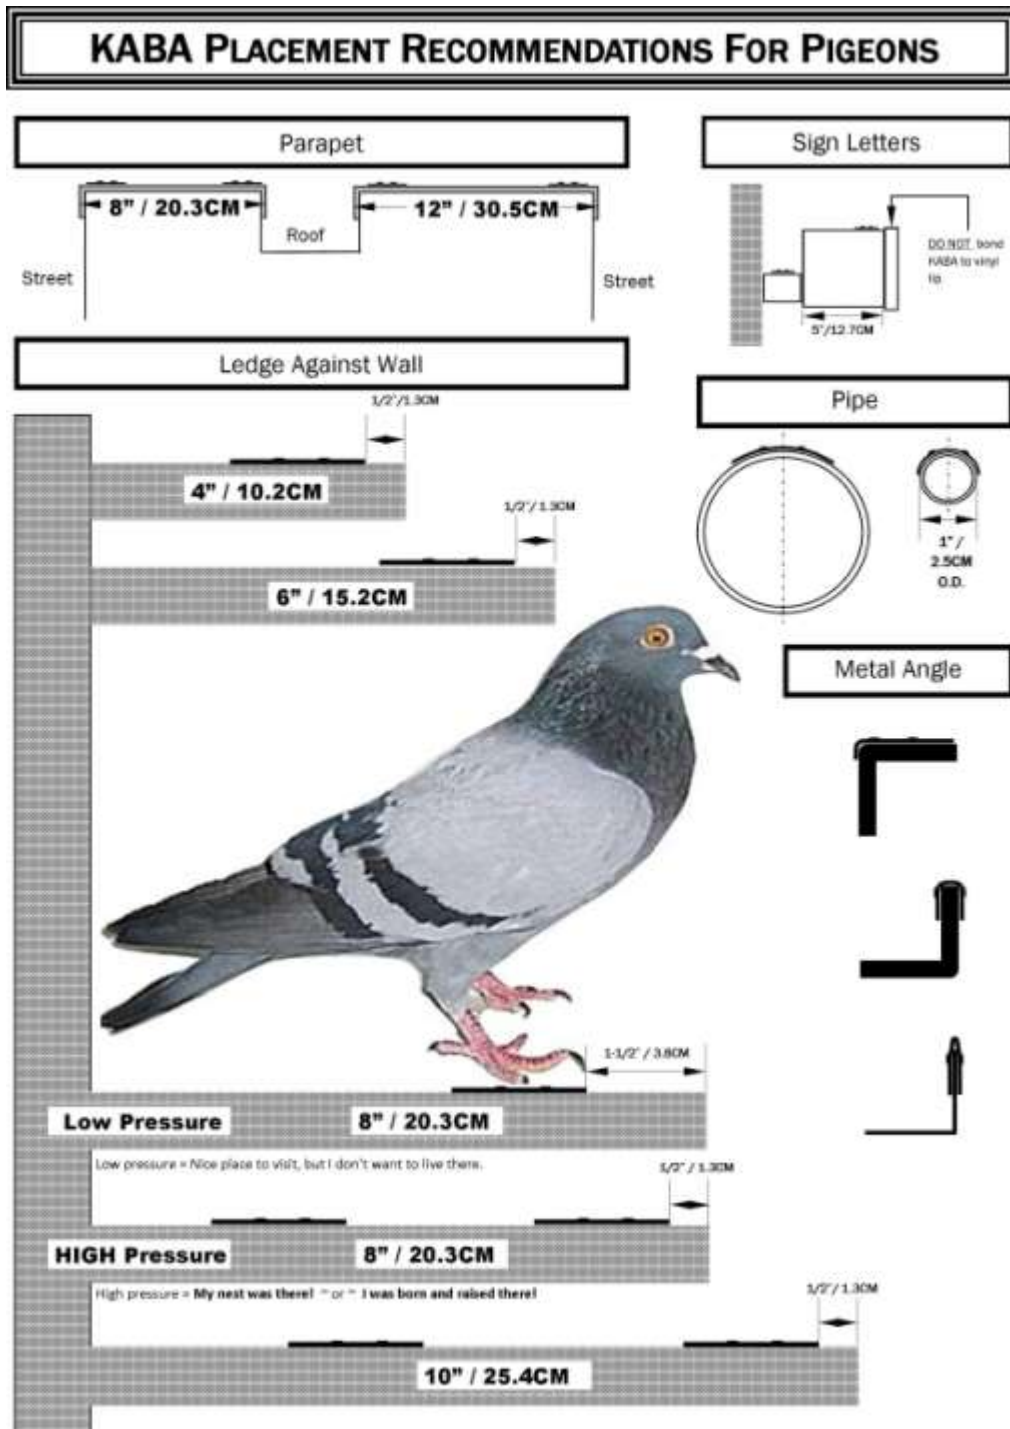 KABA PLACEMENT RECOMMENDATIONS FOR PIGEONS
Parapet
8" / 20.3CM
12" / 30.5CM
Roof
Street
Street
Sign Letters
DO NOT bond
KABA to vinyl
lip
5"/12.7CM
Ledge Against Wall
1/2"/1.3CM
4" / 10.2CM
1/2"/1.3CM
6" / 15.2CM
Pipe
1" /
2.5CM
O.D.
Metal Angle
1-1/2" / 3.8CM
Low Pressure
8" / 20.3CM
Low pressure = Nice place to visit, but I don't want to live there.
1/2" / 1.3CM
HIGH Pressure
8" / 20.3CM
High pressure = My nest was there! ~ or ~ I was born and raised there!
1/2"/ 1.3CM
10" / 25.4CM